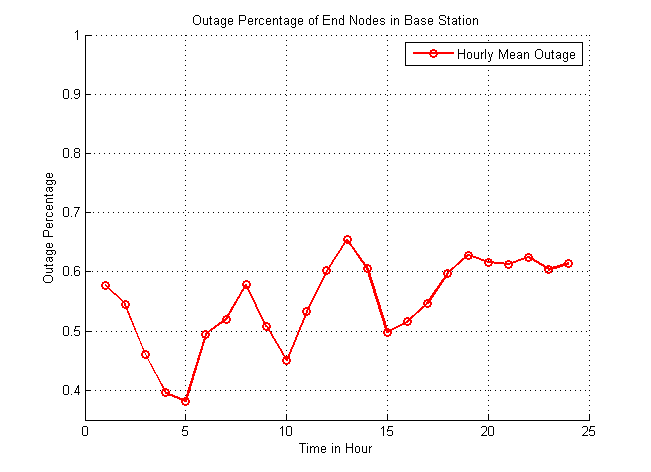 Outage Percentage of End Nodes in Base Station
1
Hourly Mean Outage
0.9
0.8
0.7
0.6
0.5
0.4
Outage Percentage
0 5 10 15 20 25
Time in Hour